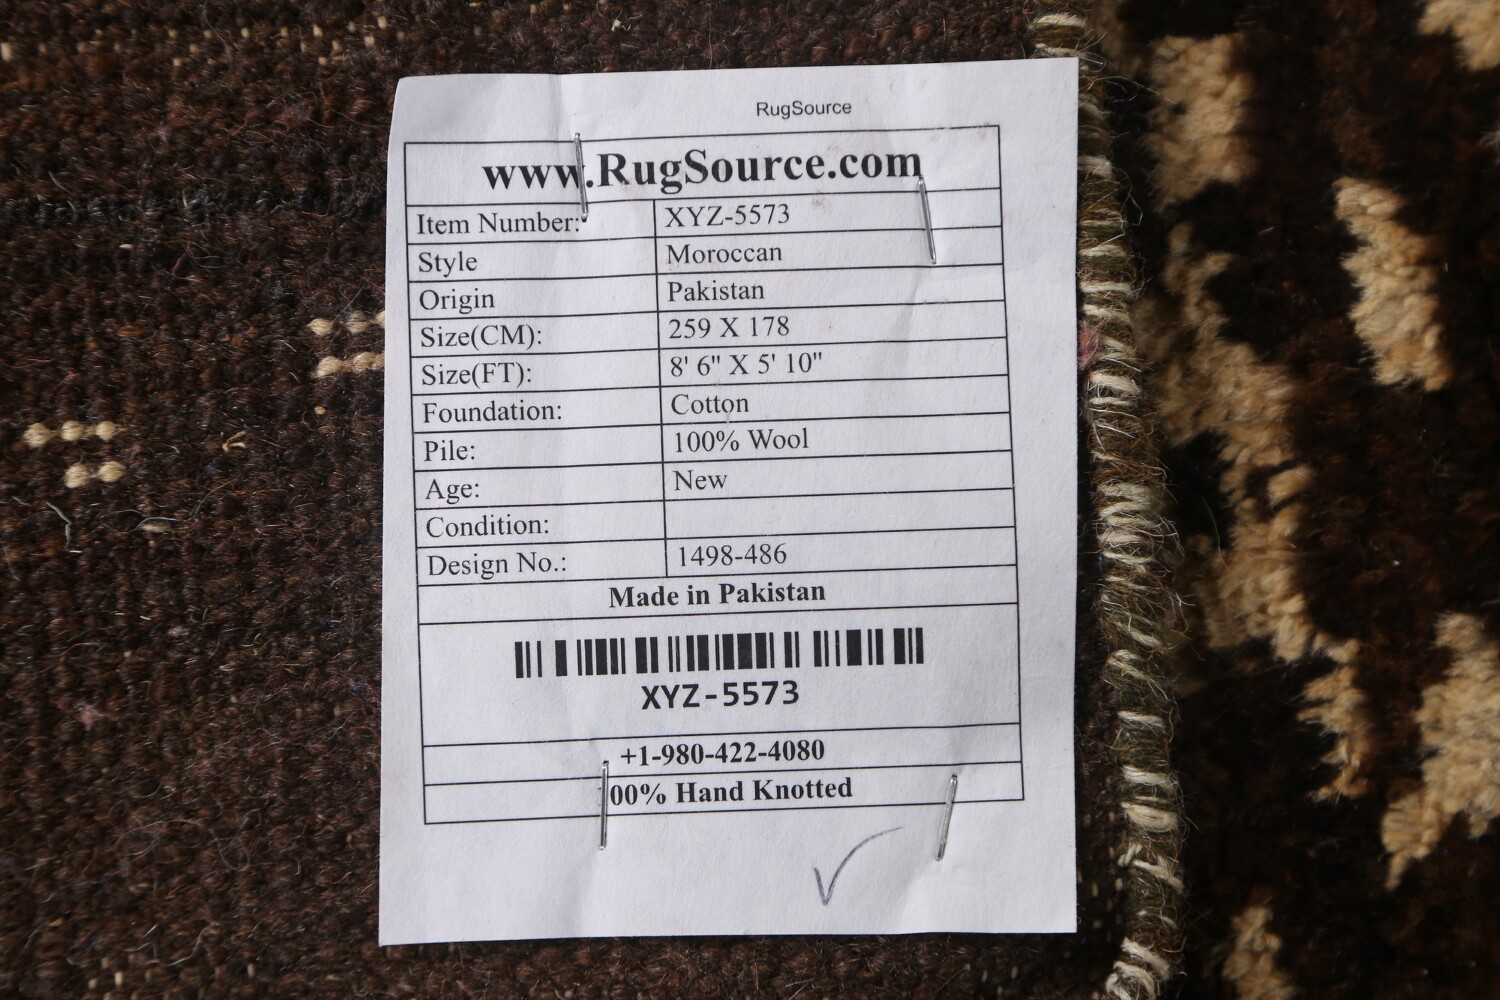 RugSource
www.RugSource.com
Item Number: XYZ-5573
Style Moroccan
Origin Pakistan
Size(CM): 259 X 178
Size(FT): 8' 6" X 5' 10"
Foundation: Cotton
Pile: 100% Wool
Age: New
Condition:
Design No.: 1498-486
Made in Pakistan
XYZ-5573
+1-980-422-4080
100% Hand Knotted